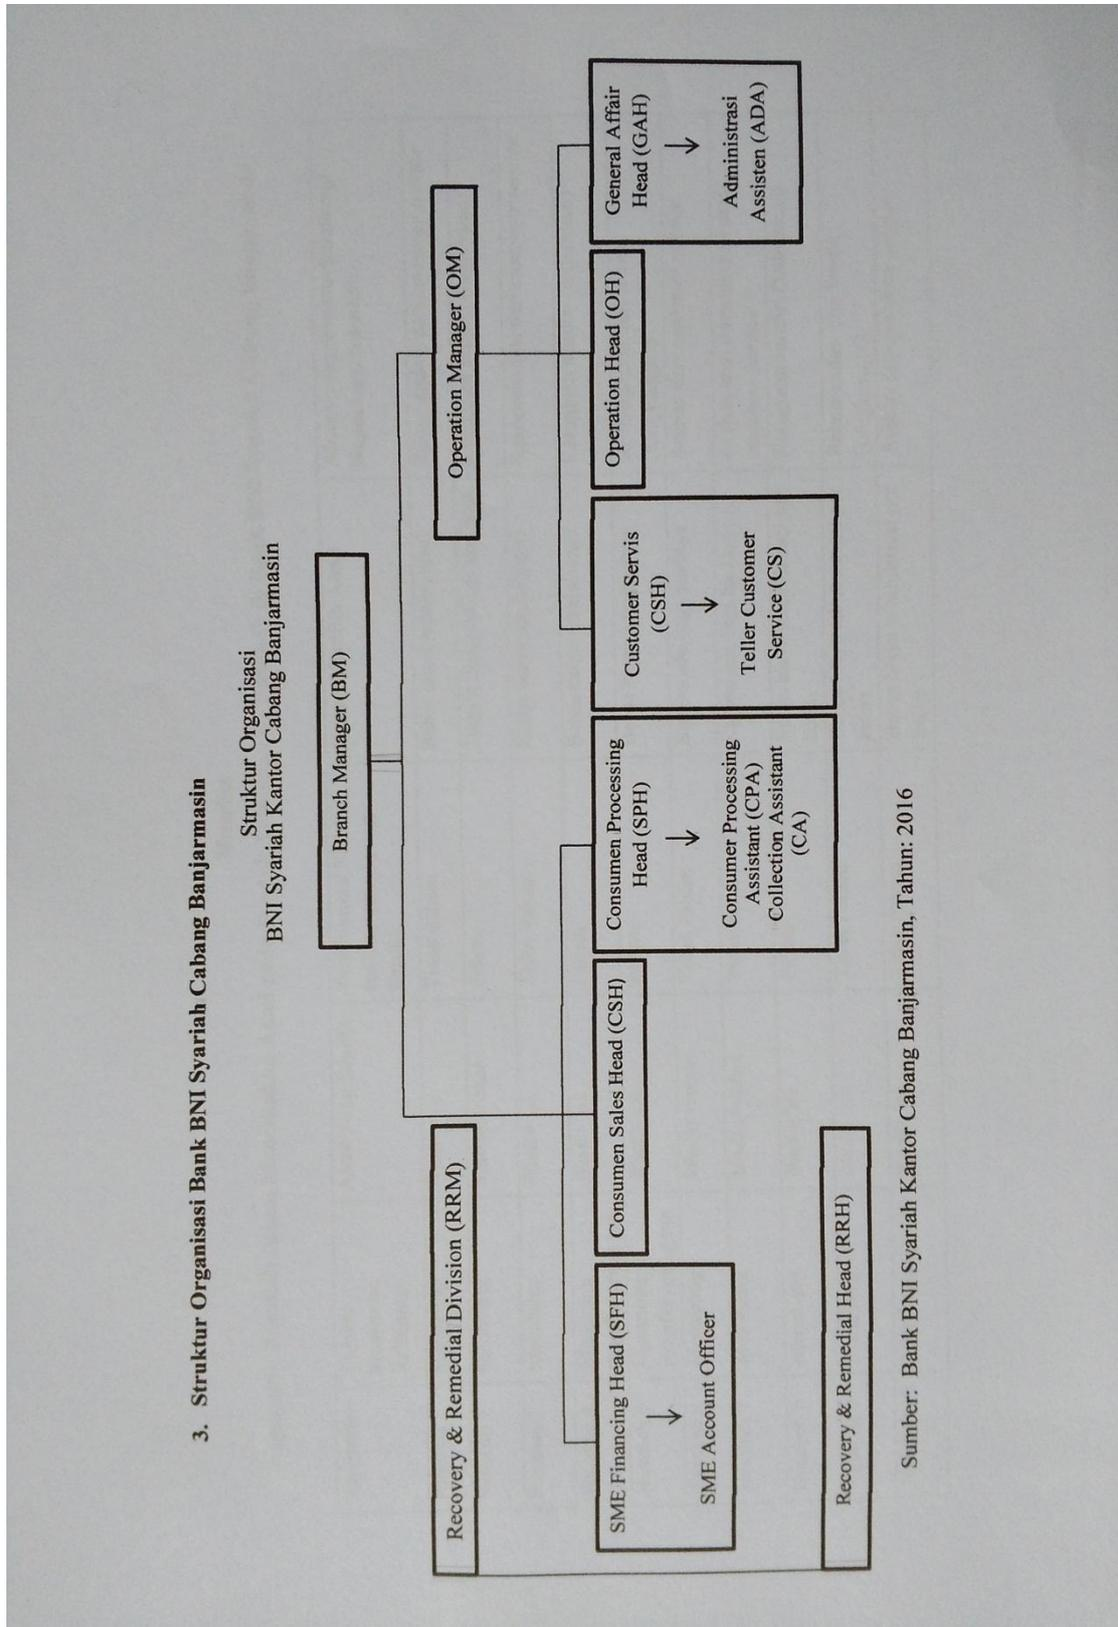 3. Struktur Organisasi Bank BNI Syariah Cabang Banjarmasin
Struktur Organisasi
BNI Syariah Kantor Cabang Banjarmasin
Branch Manager (BM)
Recovery & Remedial Division (RRM)
Operation Manager (OM)
SME Financing Head (SFH)
↓
SME Account Officer
Consumen Sales Head (CSH)
Consumen Processing
Head (SPH)
↓
Consumer Processing
Assistant (CPA)
Collection Assistant
(CA)
Customer Servis
(CSH)
↓
Teller Customer
Service (CS)
Operation Head (OH)
General Affair
Head (GAH)
↓
Administrasi
Assisten (ADA)
Recovery & Remedial Head (RRH)
Sumber: Bank BNI Syariah Kantor Cabang Banjarmasin, Tahun: 2016